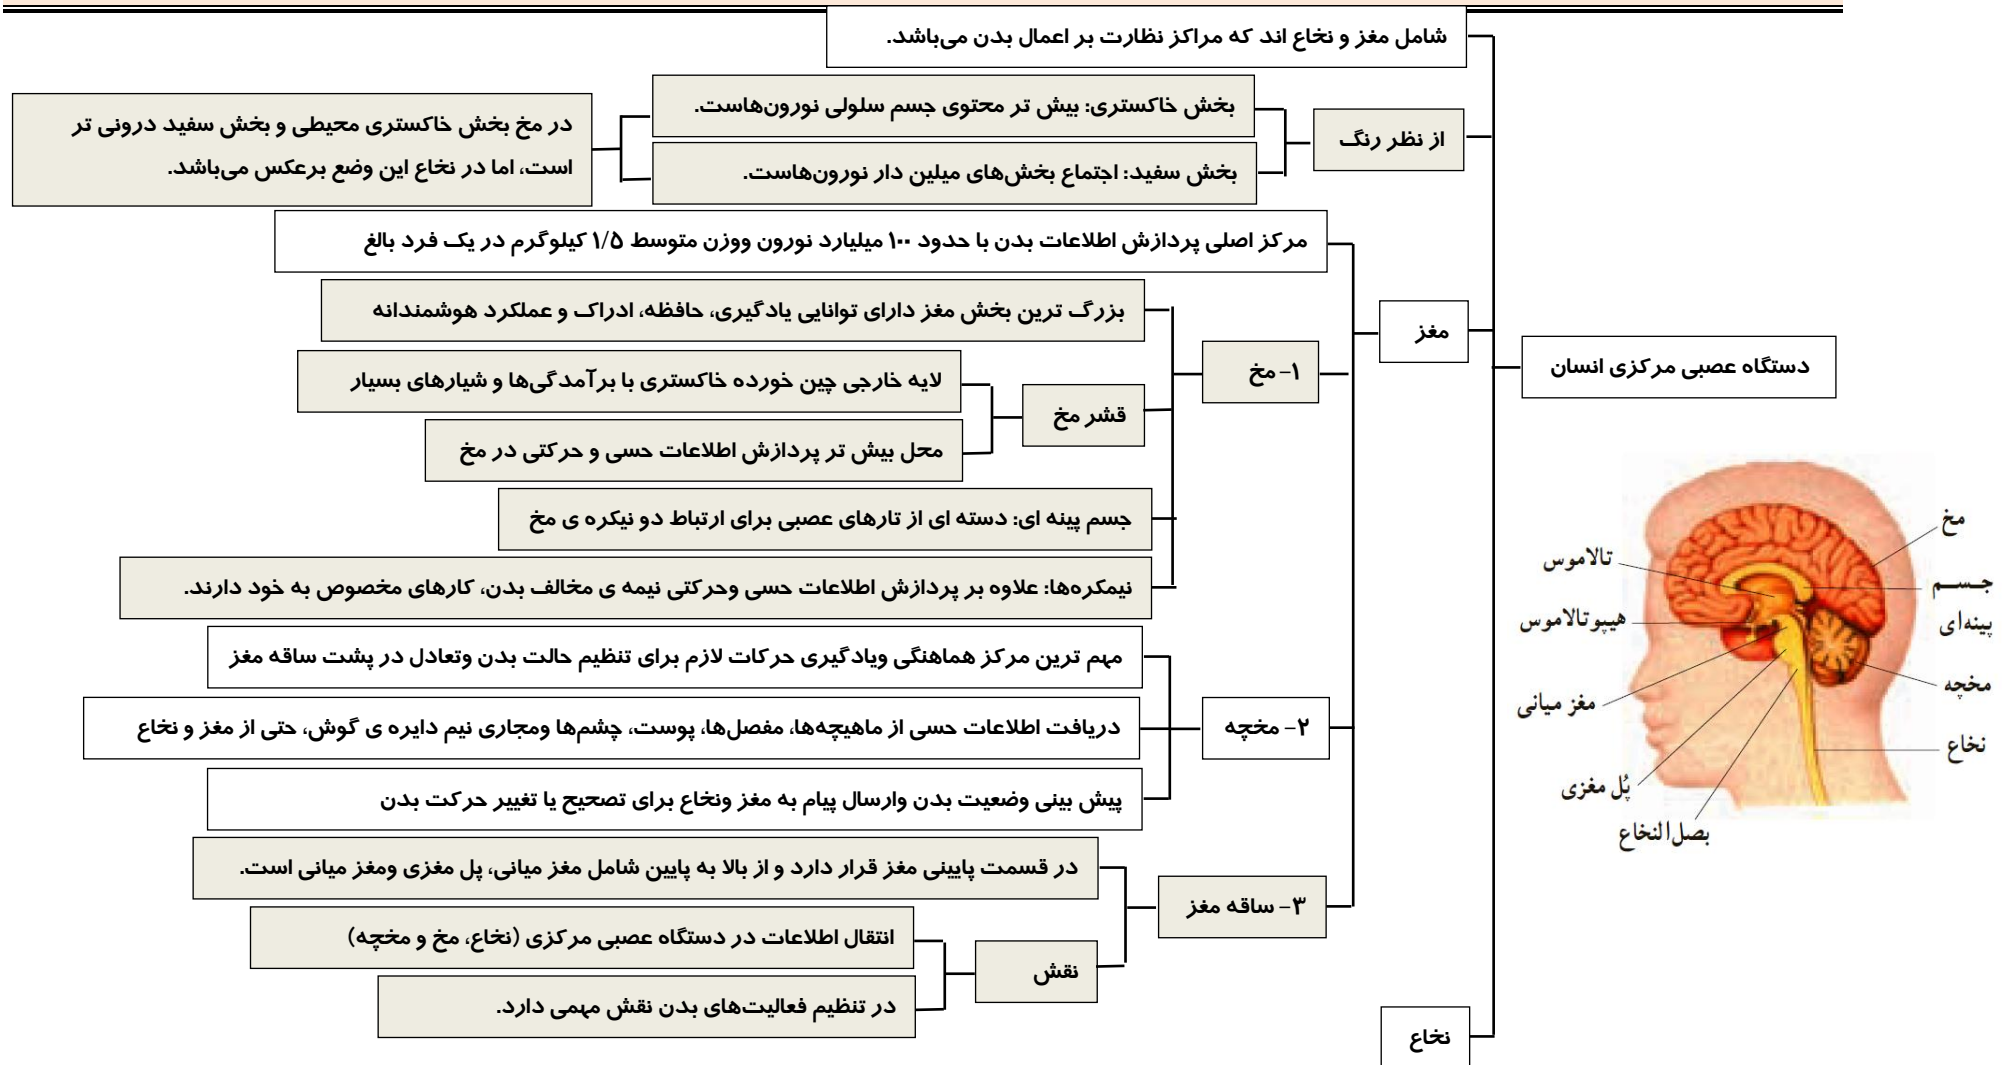 شامل مغز و نخاع اند که مراکز نظارت بر اعمال بدن می‌باشد.
از نظر رنگ
بخش خاکستری: بیش تر محتوی جسم سلولی نورون‌هاست.
بخش سفید: اجتماع بخش‌های میلین دار نورون‌هاست.
در مخ بخش خاکستری محیطی و بخش سفید درونی تر
است، اما در نخاع این وضع برعکس می‌باشد.
دستگاه عصبی مرکزی انسان
مغز
مرکز اصلی پردازش اطلاعات بدن با حدود ۱۰۰ میلیارد نورون ووزن متوسط ۱/۵ کیلوگرم در یک فرد بالغ
۱- مخ
بزرگ ترین بخش مغز دارای توانایی یادگیری، حافظه، ادراک و عملکرد هوشمندانه
قشر مخ
لایه خارجی چین خورده خاکستری با برآمدگی‌ها و شیارهای بسیار
محل بیش تر پردازش اطلاعات حسی و حرکتی در مخ
جسم پینه ای: دسته ای از تارهای عصبی برای ارتباط دو نیکره ی مخ
نیمکره‌ها: علاوه بر پردازش اطلاعات حسی وحرکتی نیمه ی مخالف بدن، کارهای مخصوص به خود دارند.
۲- مخچه
مهم ترین مرکز هماهنگی ویادگیری حرکات لازم برای تنظیم حالت بدن وتعادل در پشت ساقه مغز
دریافت اطلاعات حسی از ماهیچه‌ها، مفصل‌ها، پوست، چشم‌ها ومجاری نیم دایره ی گوش، حتی از مغز و نخاع
پیش بینی وضعیت بدن وارسال پیام به مغز ونخاع برای تصحیح یا تغییر حرکت بدن
۳- ساقه مغز
در قسمت پایینی مغز قرار دارد و از بالا به پایین شامل مغز میانی، پل مغزی ومغز میانی است.
نقش
انتقال اطلاعات در دستگاه عصبی مرکزی (نخاع، مخ و مخچه)
در تنظیم فعالیت‌های بدن نقش مهمی دارد.
نخاع
مخ
جسم
پینه‌ای
مخچه
نخاع
تالاموس
هیپوتالاموس
مغز میانی
پُل مغزی
بصل‌النخاع